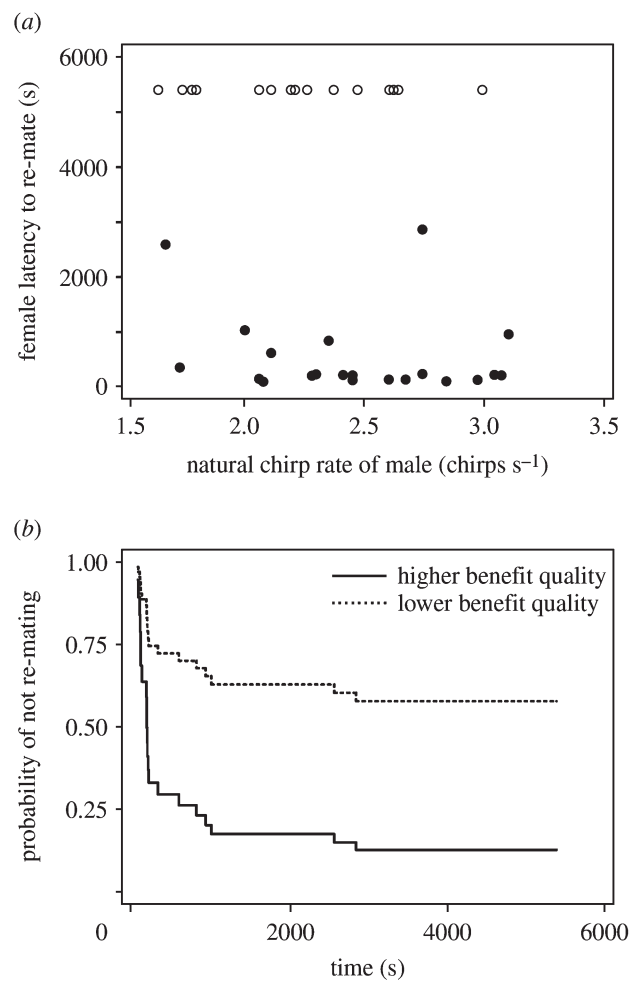 (a)
6000
4000
2000
0
female latency to re-mate (s)
1.5 2.0 2.5 3.0 3.5
natural chirp rate of male (chirps s⁻¹)
(b)
1.00
0.75
0.50
0.25
probability of not re-mating
higher benefit quality
lower benefit quality
0 2000 4000 6000
time (s)